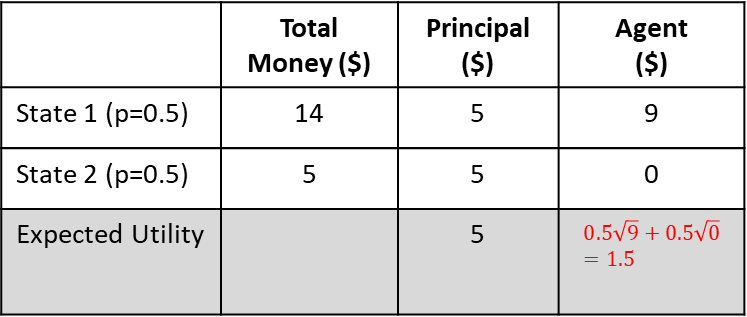 Total Money ($) Principal ($) Agent ($)
State 1 (p=0.5) 14 5 9
State 2 (p=0.5) 5 5 0
Expected Utility 5 0.5√9 + 0.5√0
= 1.5